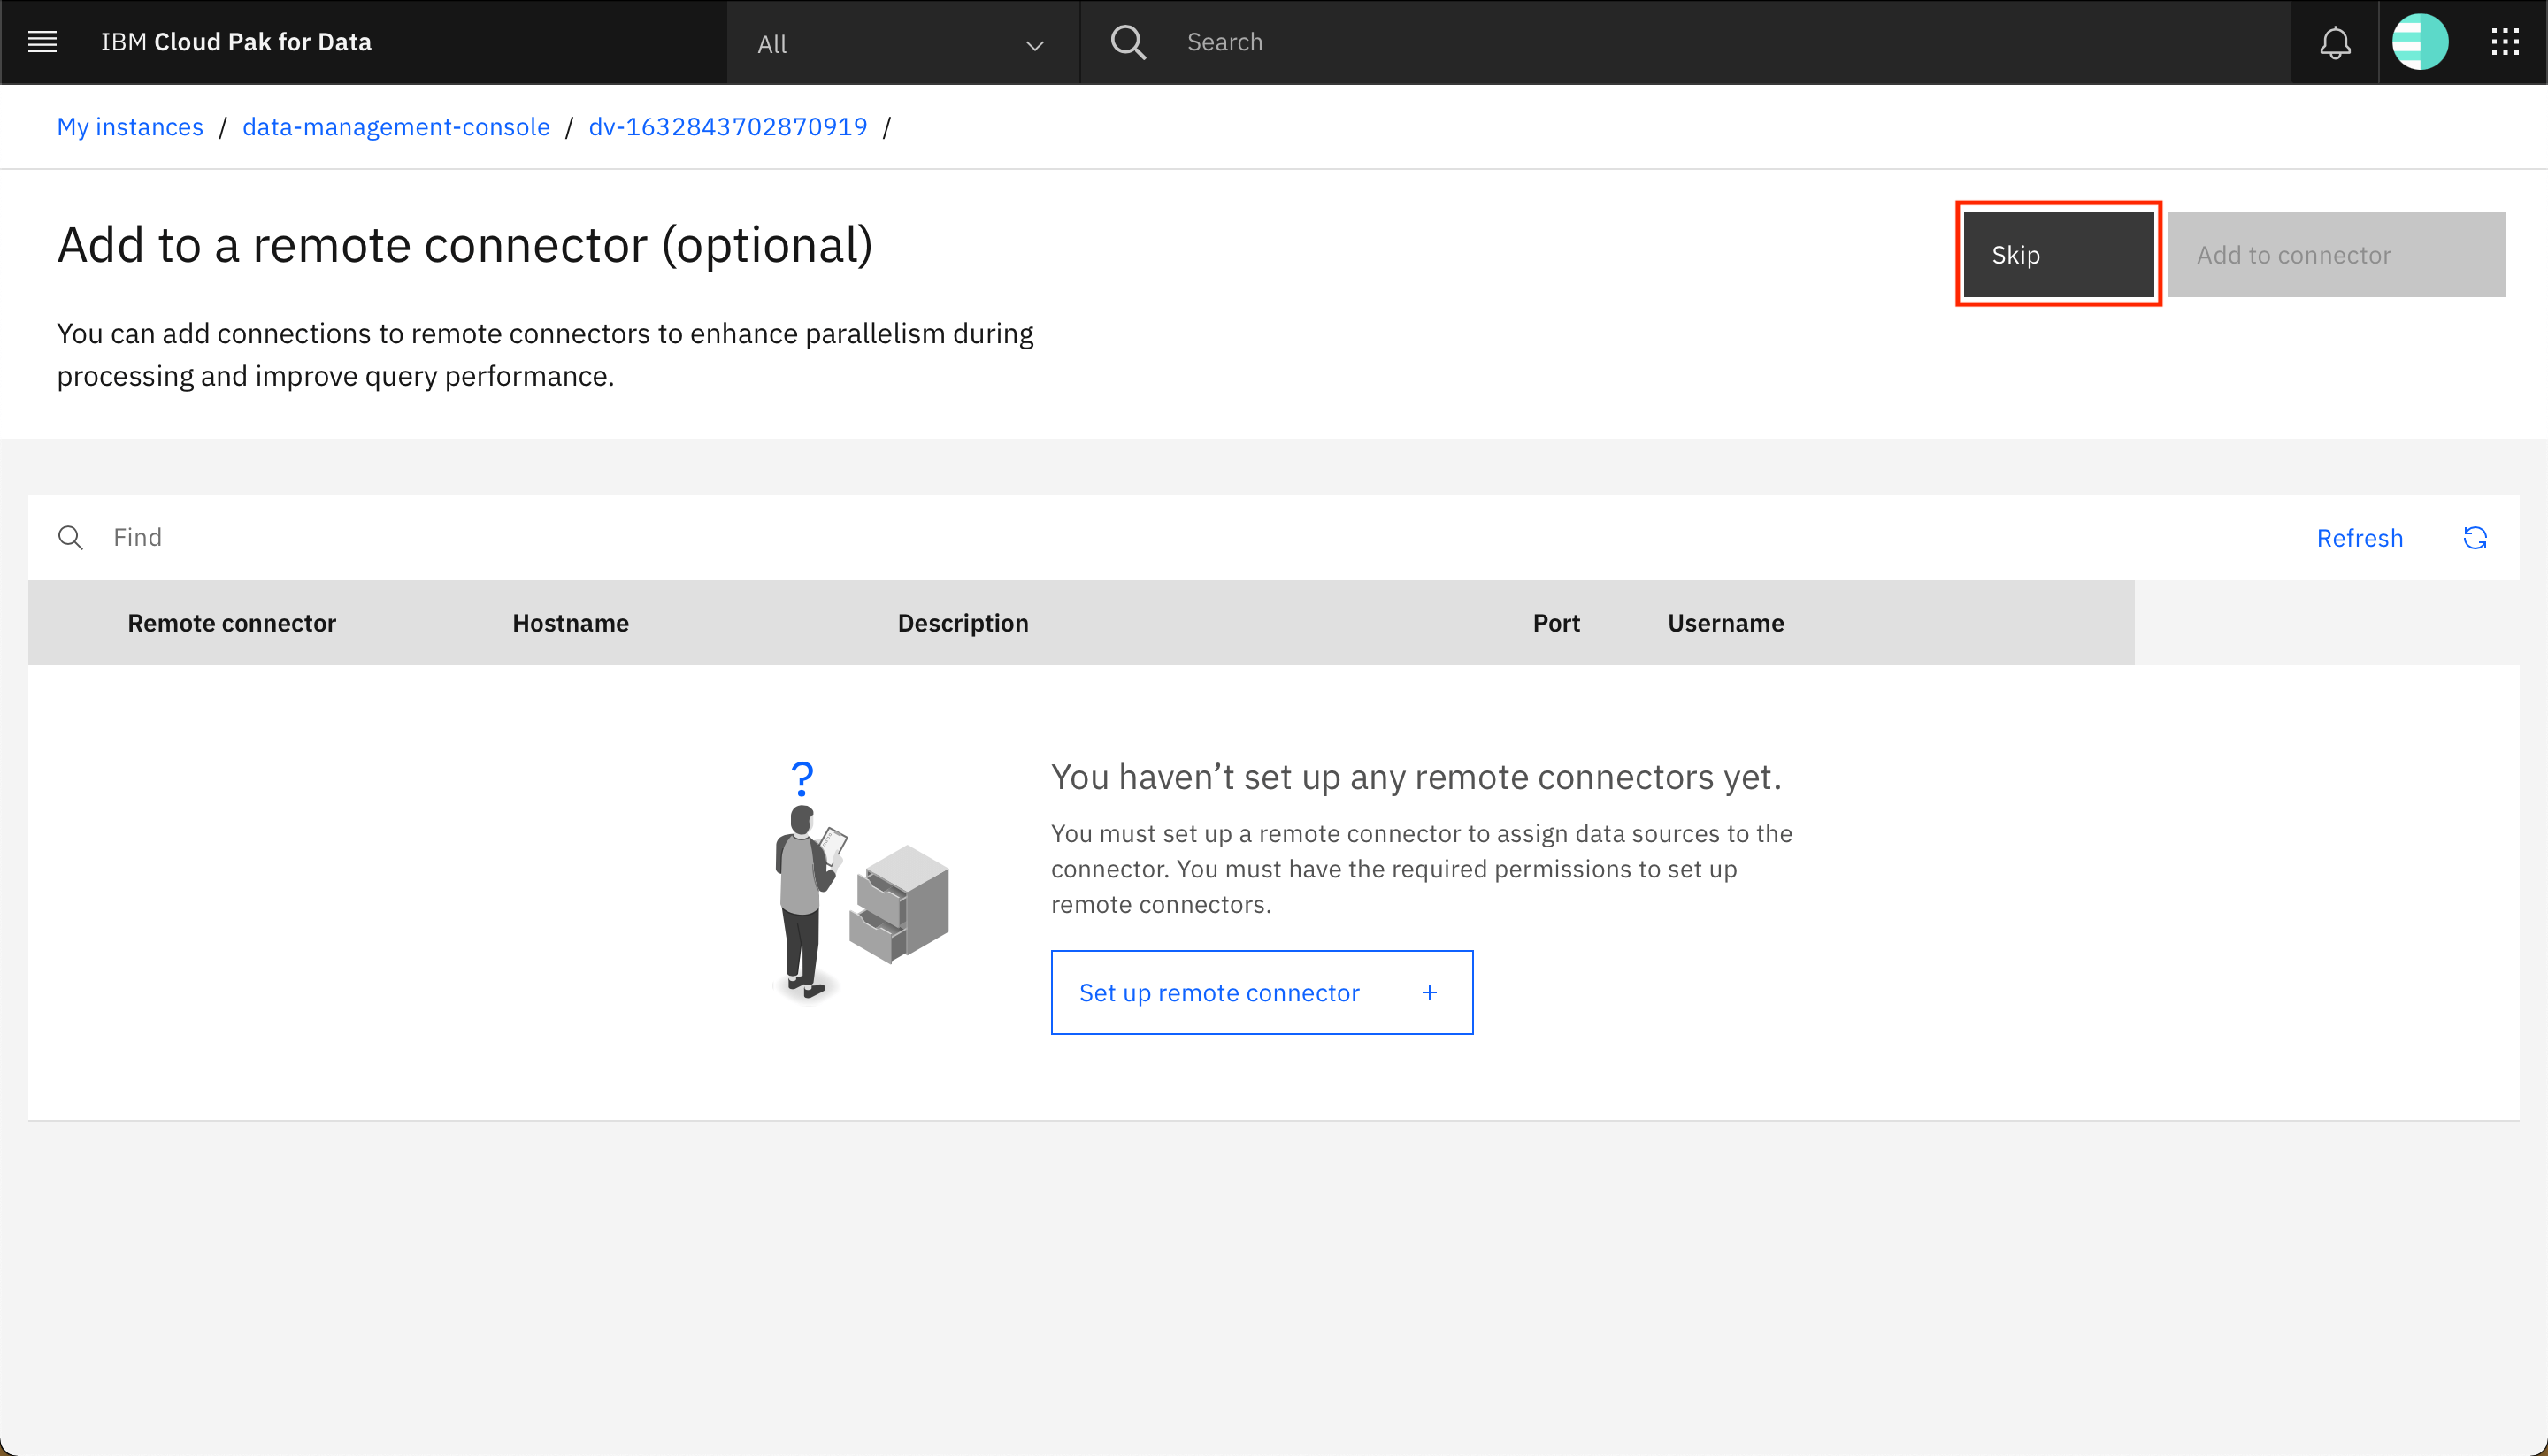 IBM Cloud Pak for Data
All
Search
My instances / data-management-console / dv-1632843702870919 /
Add to a remote connector (optional)
Skip
Add to connector
You can add connections to remote connectors to enhance parallelism during
processing and improve query performance.
Find
Refresh
Remote connector Hostname Description Port Username
?
You haven’t set up any remote connectors yet.
You must set up a remote connector to assign data sources to the
connector. You must have the required permissions to set up
remote connectors.
Set up remote connector +